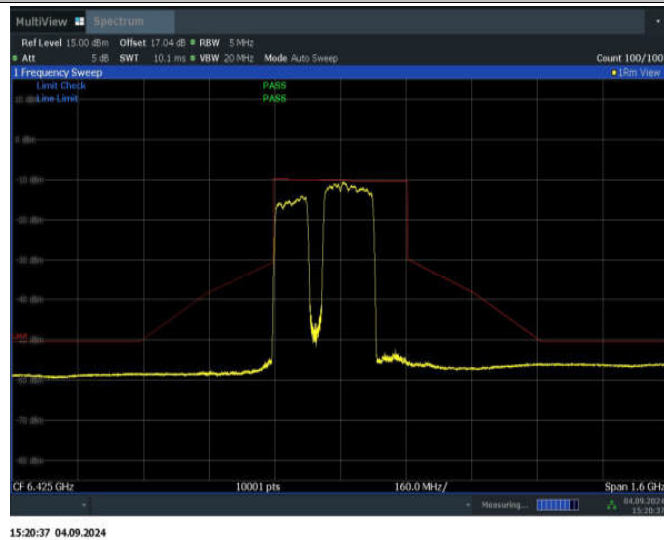 MultiView Spectrum
Ref Level 15.00 dBm Offset 17.04 dB RBW 5 MHz
Att 5 dB SWT 10.1 ms VBW 20 MHz Mode Auto Sweep Count 100/100
1 Frequency Sweep 1Rm View
Limit Check PASS
Line Limit PASS
0 dBm
-10 dBm
-20 dBm
-30 dBm
-40 dBm
-60 dBm
-70 dBm
-80 dBm
CF 6.425 GHz 10001 pts 160.0 MHz/ Span 1.6 GHz
Measuring... 04.09.2024
15:20:37
15:20:37 04.09.2024